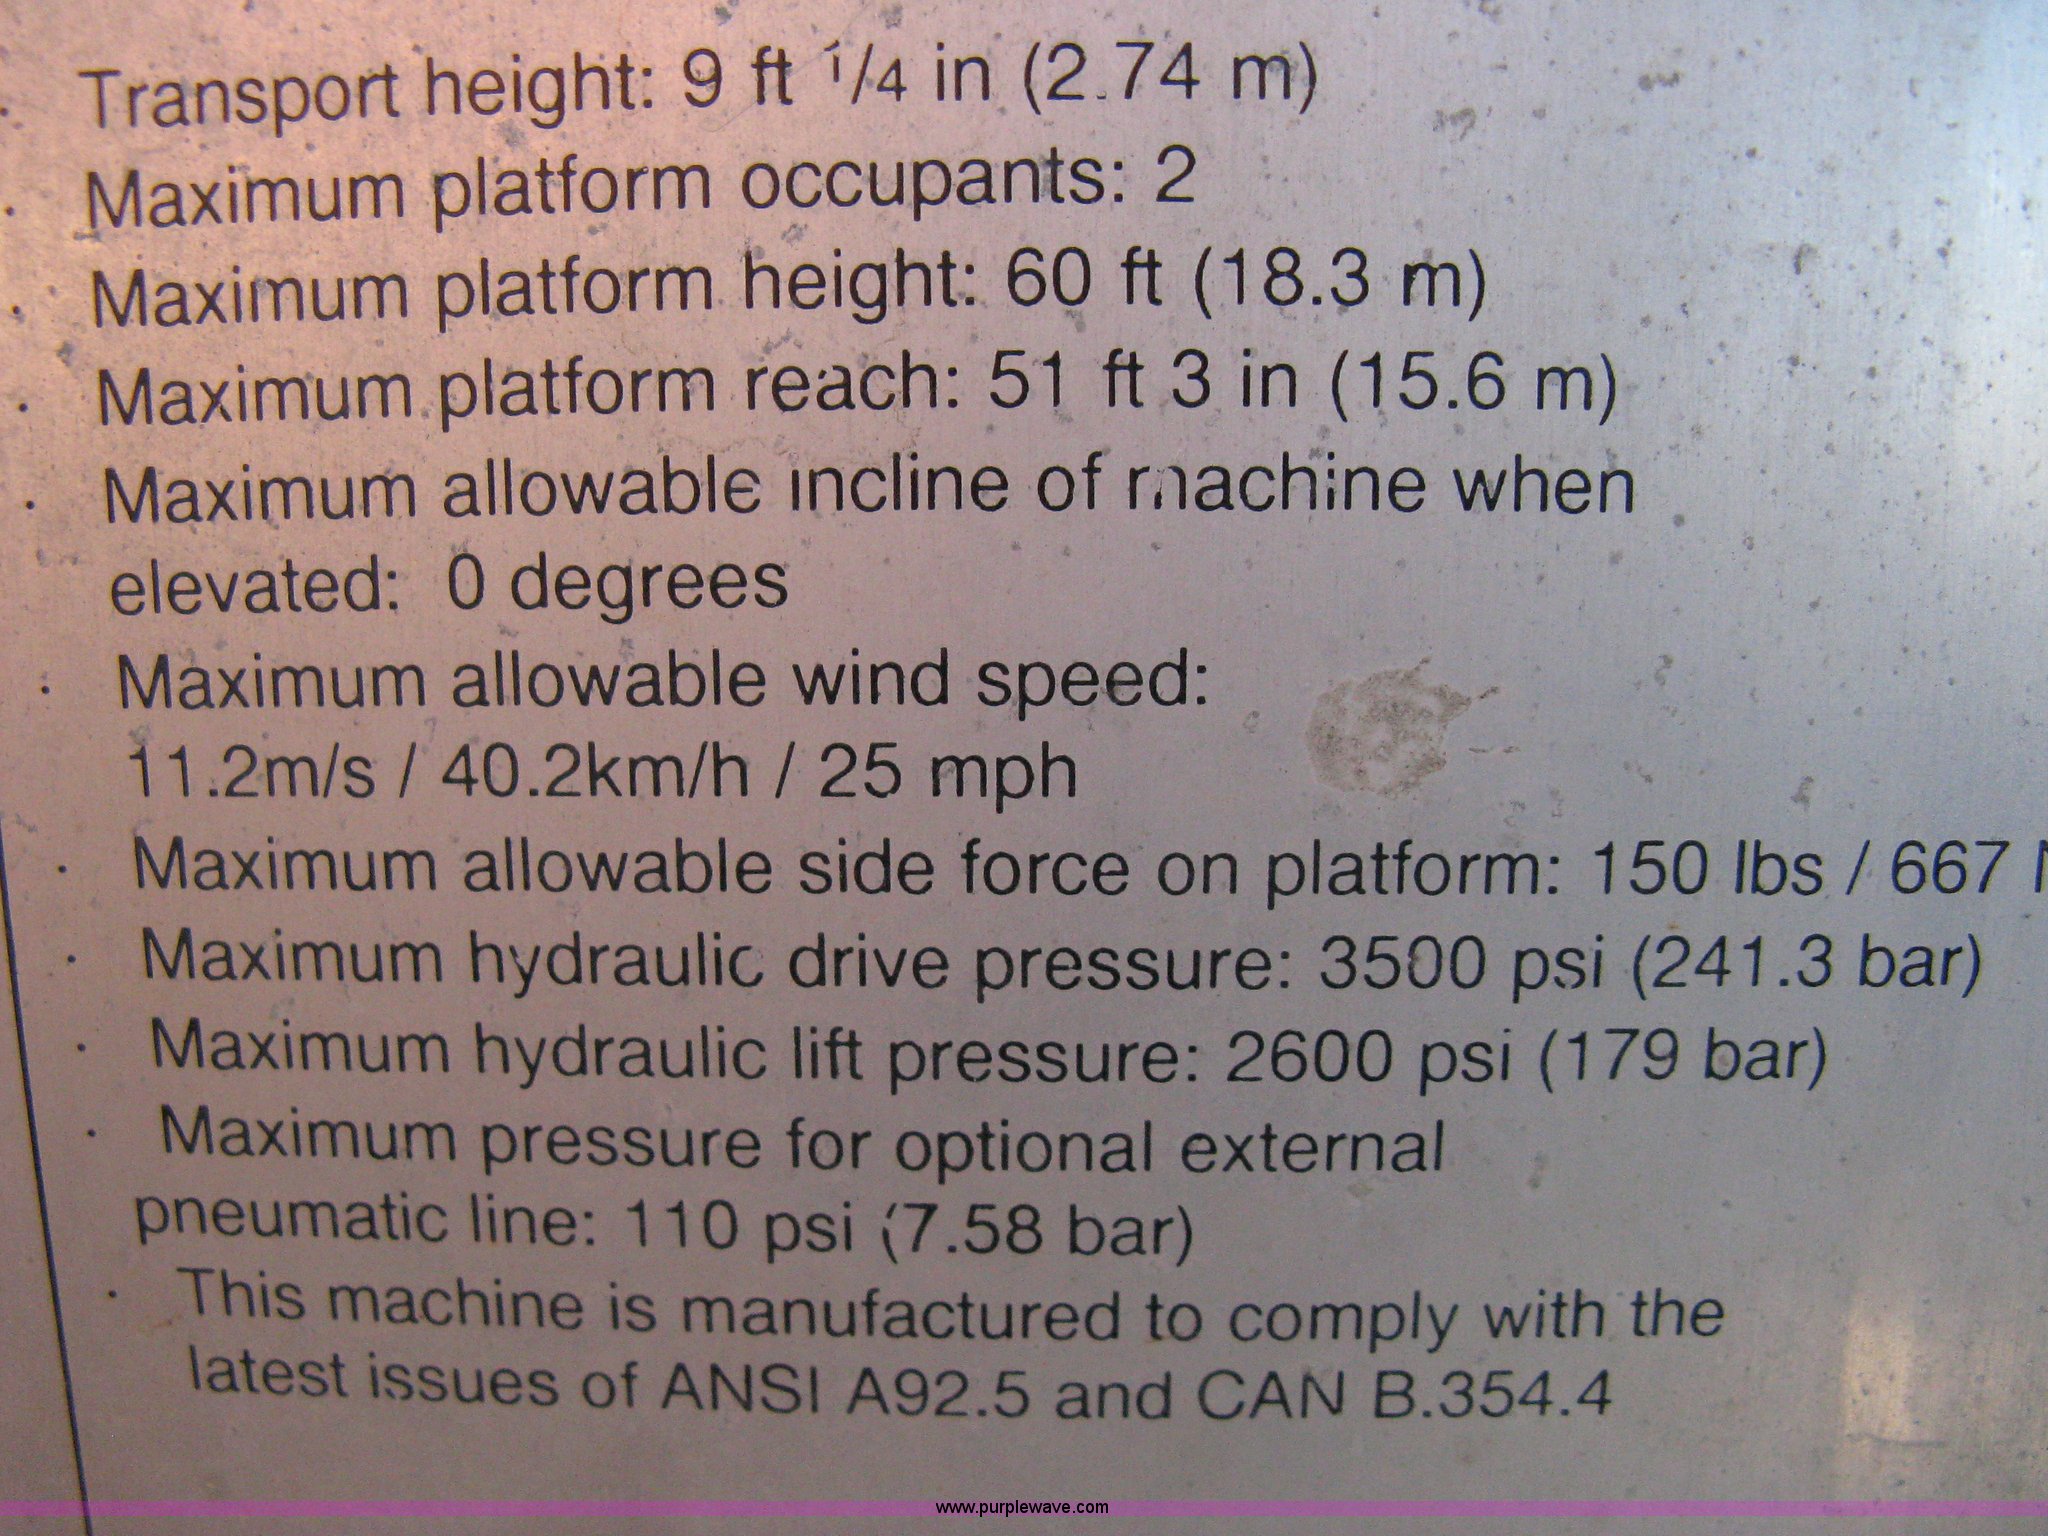 · Transport height: 9 ft 1/4 in (2.74 m)
· Maximum platform occupants: 2
· Maximum platform height: 60 ft (18.3 m)
· Maximum platform reach: 51 ft 3 in (15.6 m)
· Maximum allowable incline of machine when
elevated: 0 degrees
· Maximum allowable wind speed:
11.2m/s / 40.2km/h / 25 mph
· Maximum allowable side force on platform: 150 lbs / 667
· Maximum hydraulic drive pressure: 3500 psi (241.3 bar)
· Maximum hydraulic lift pressure: 2600 psi (179 bar)
· Maximum pressure for optional external
pneumatic line: 110 psi (7.58 bar)
· This machine is manufactured to comply with the
latest issues of ANSI A92.5 and CAN B.354.4
www.purplewave.com